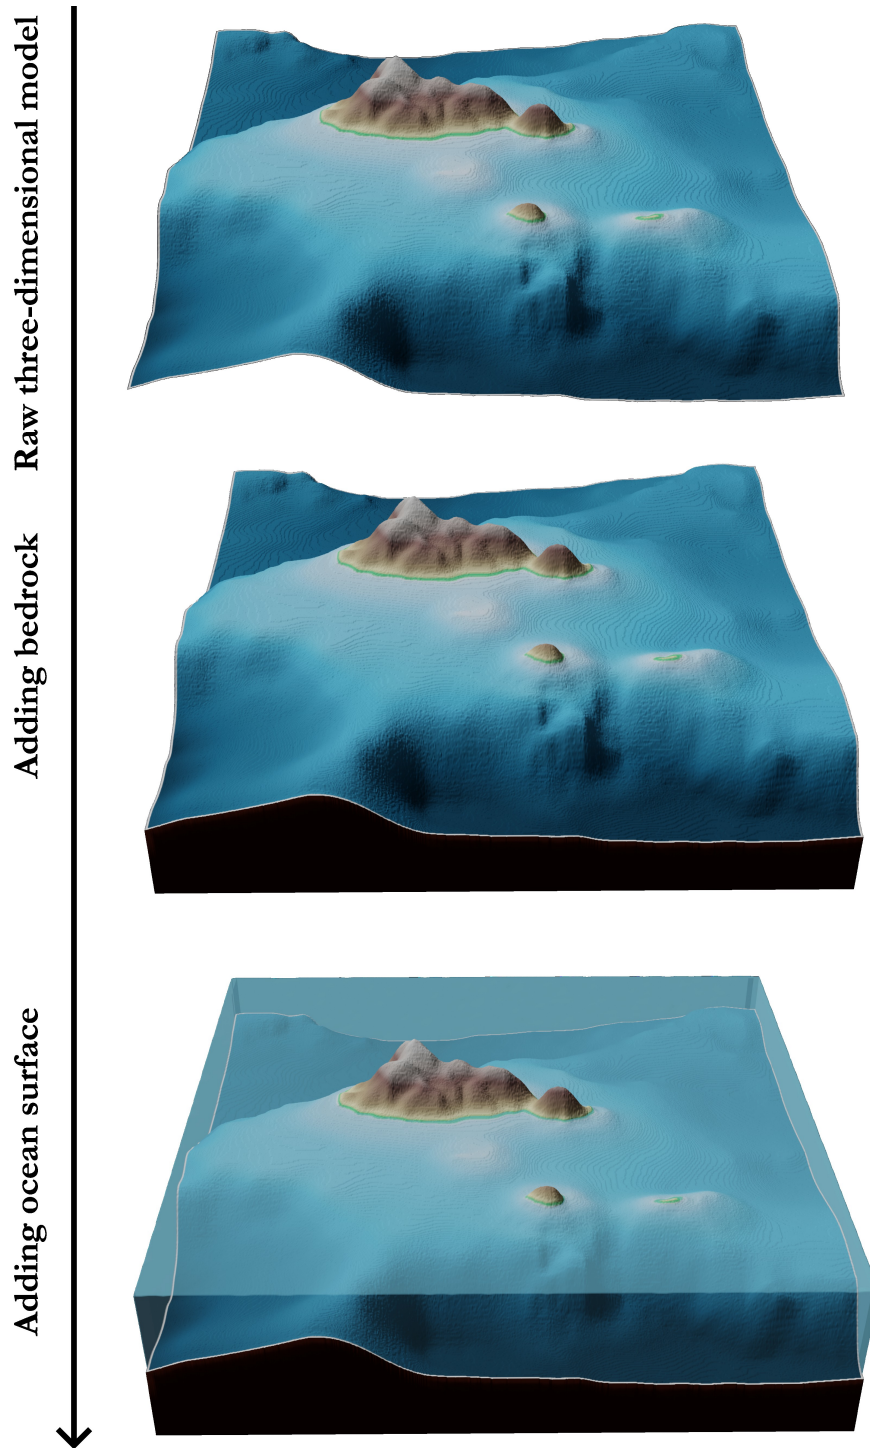 Raw three-dimensional model
Adding bedrock
Adding ocean surface